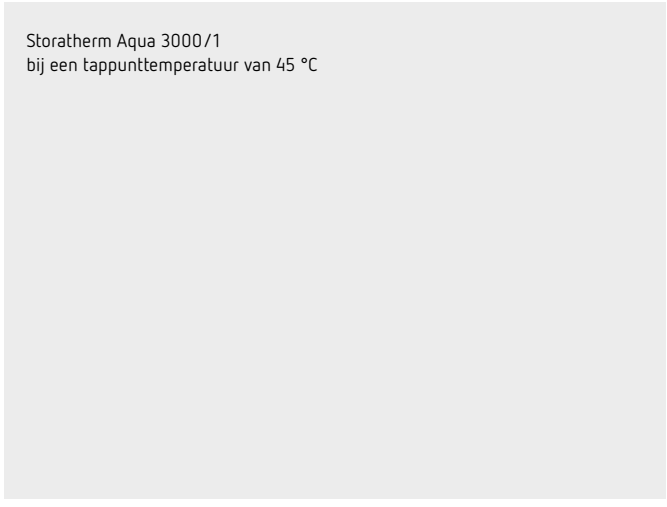 Storatherm Aqua 3000/1
bij een tappunttemperatuur van 45 °C